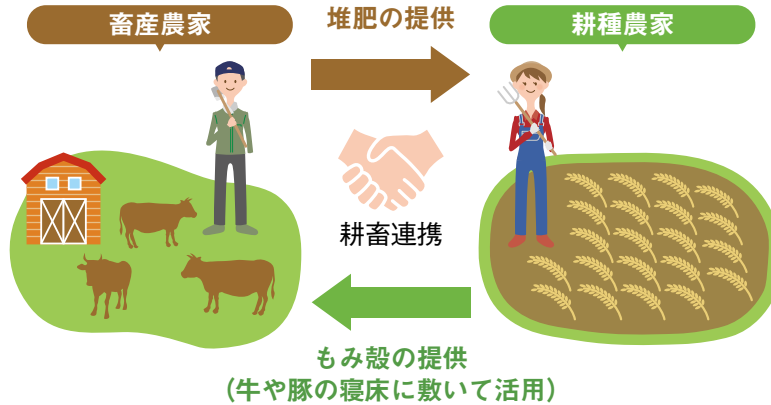 畜産農家
堆肥の提供
耕種農家
耕畜連携
もみ殻の提供
（牛や豚の寝床に敷いて活用）